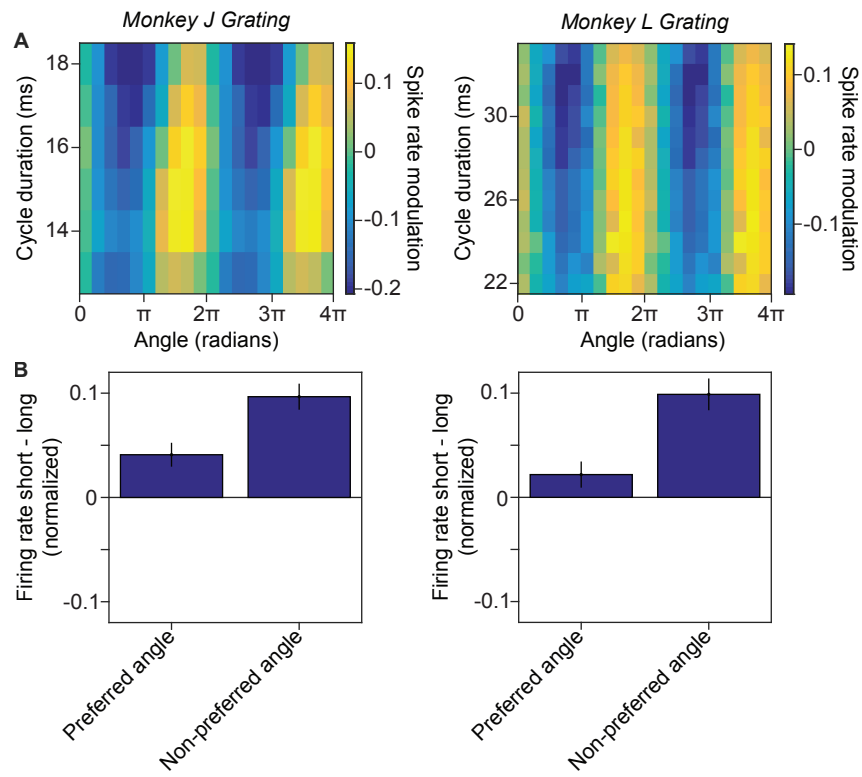 A
Monkey J Grating
18
16
14
Cycle duration (ms)
0
π
2π
3π
4π
Angle (radians)
0.1
0
-0.1
-0.2
Spike rate modulation
Monkey L Grating
30
26
22
Cycle duration (ms)
0
π
2π
3π
4π
Angle (radians)
0.1
0
-0.1
Spike rate modulation
B
Firing rate short - long
(normalized)
0.1
0
-0.1
Preferred angle
Non-preferred angle
Firing rate short - long
(normalized)
0.1
0
-0.1
Preferred angle
Non-preferred angle